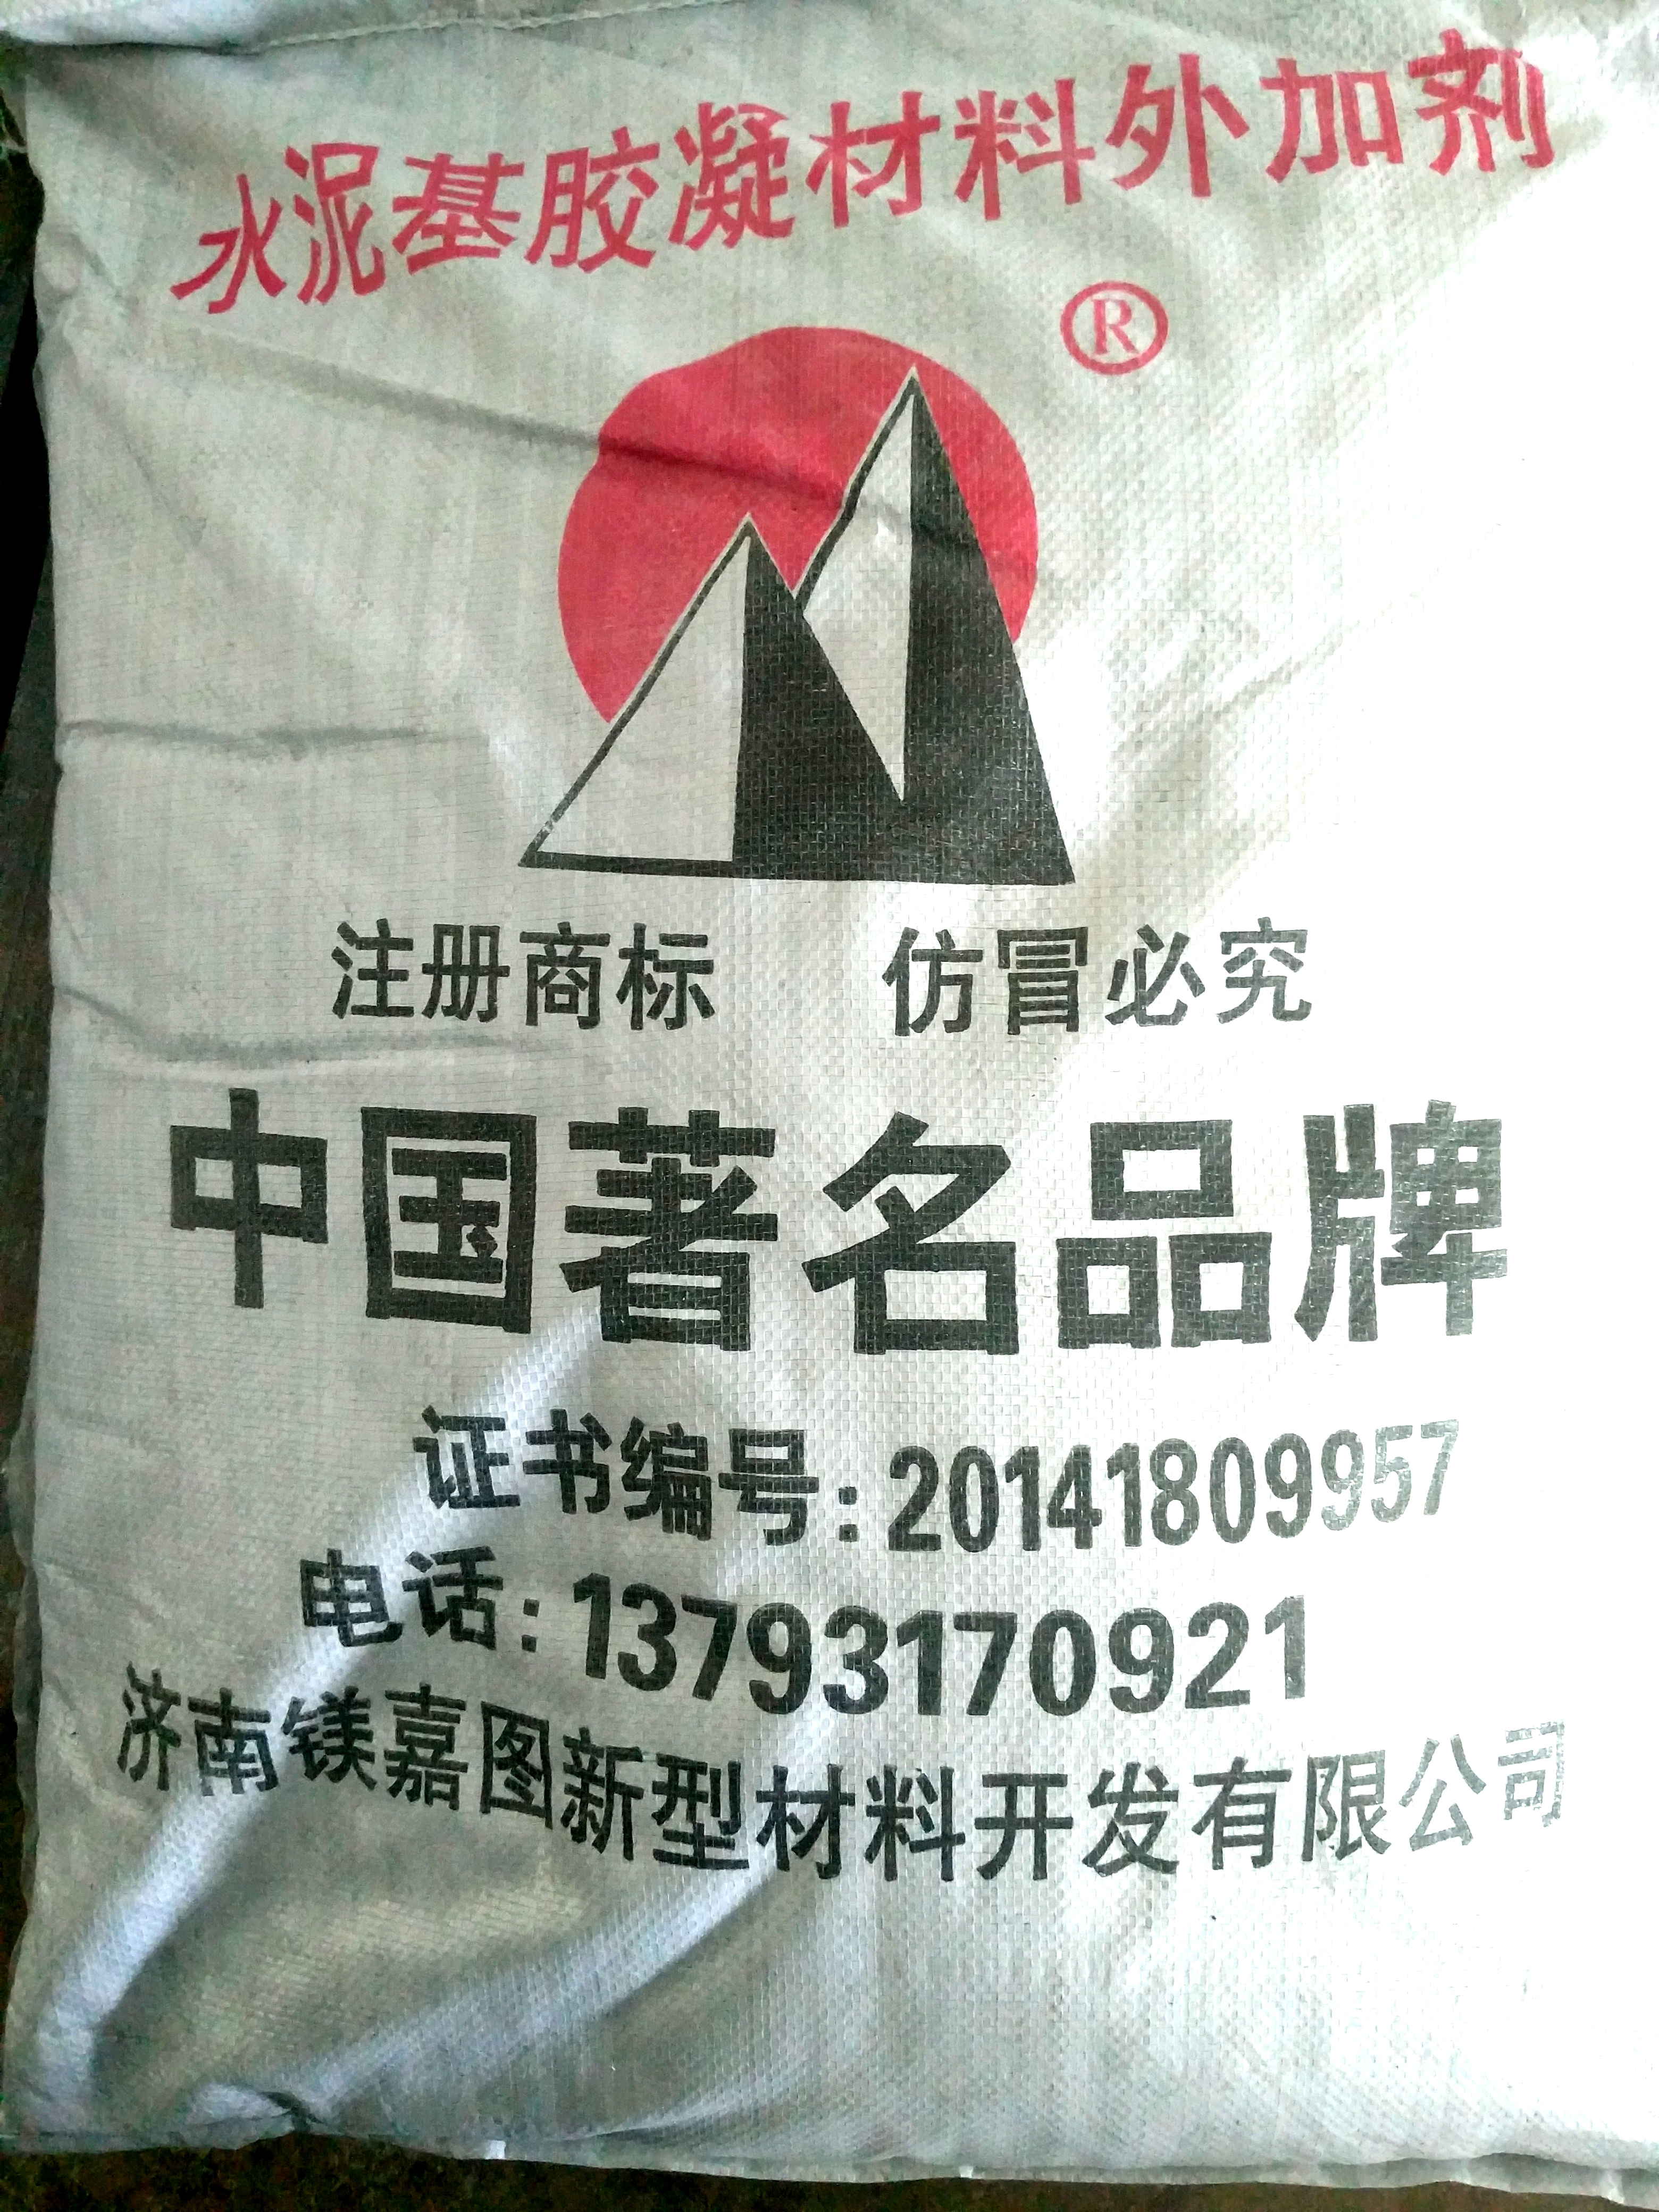 水泥基胶凝材料外加剂
®
注册商标 仿冒必究
中国著名品牌
证书编号:20141809957
电话:13793170921
济南镁嘉图新型材料开发有限公司